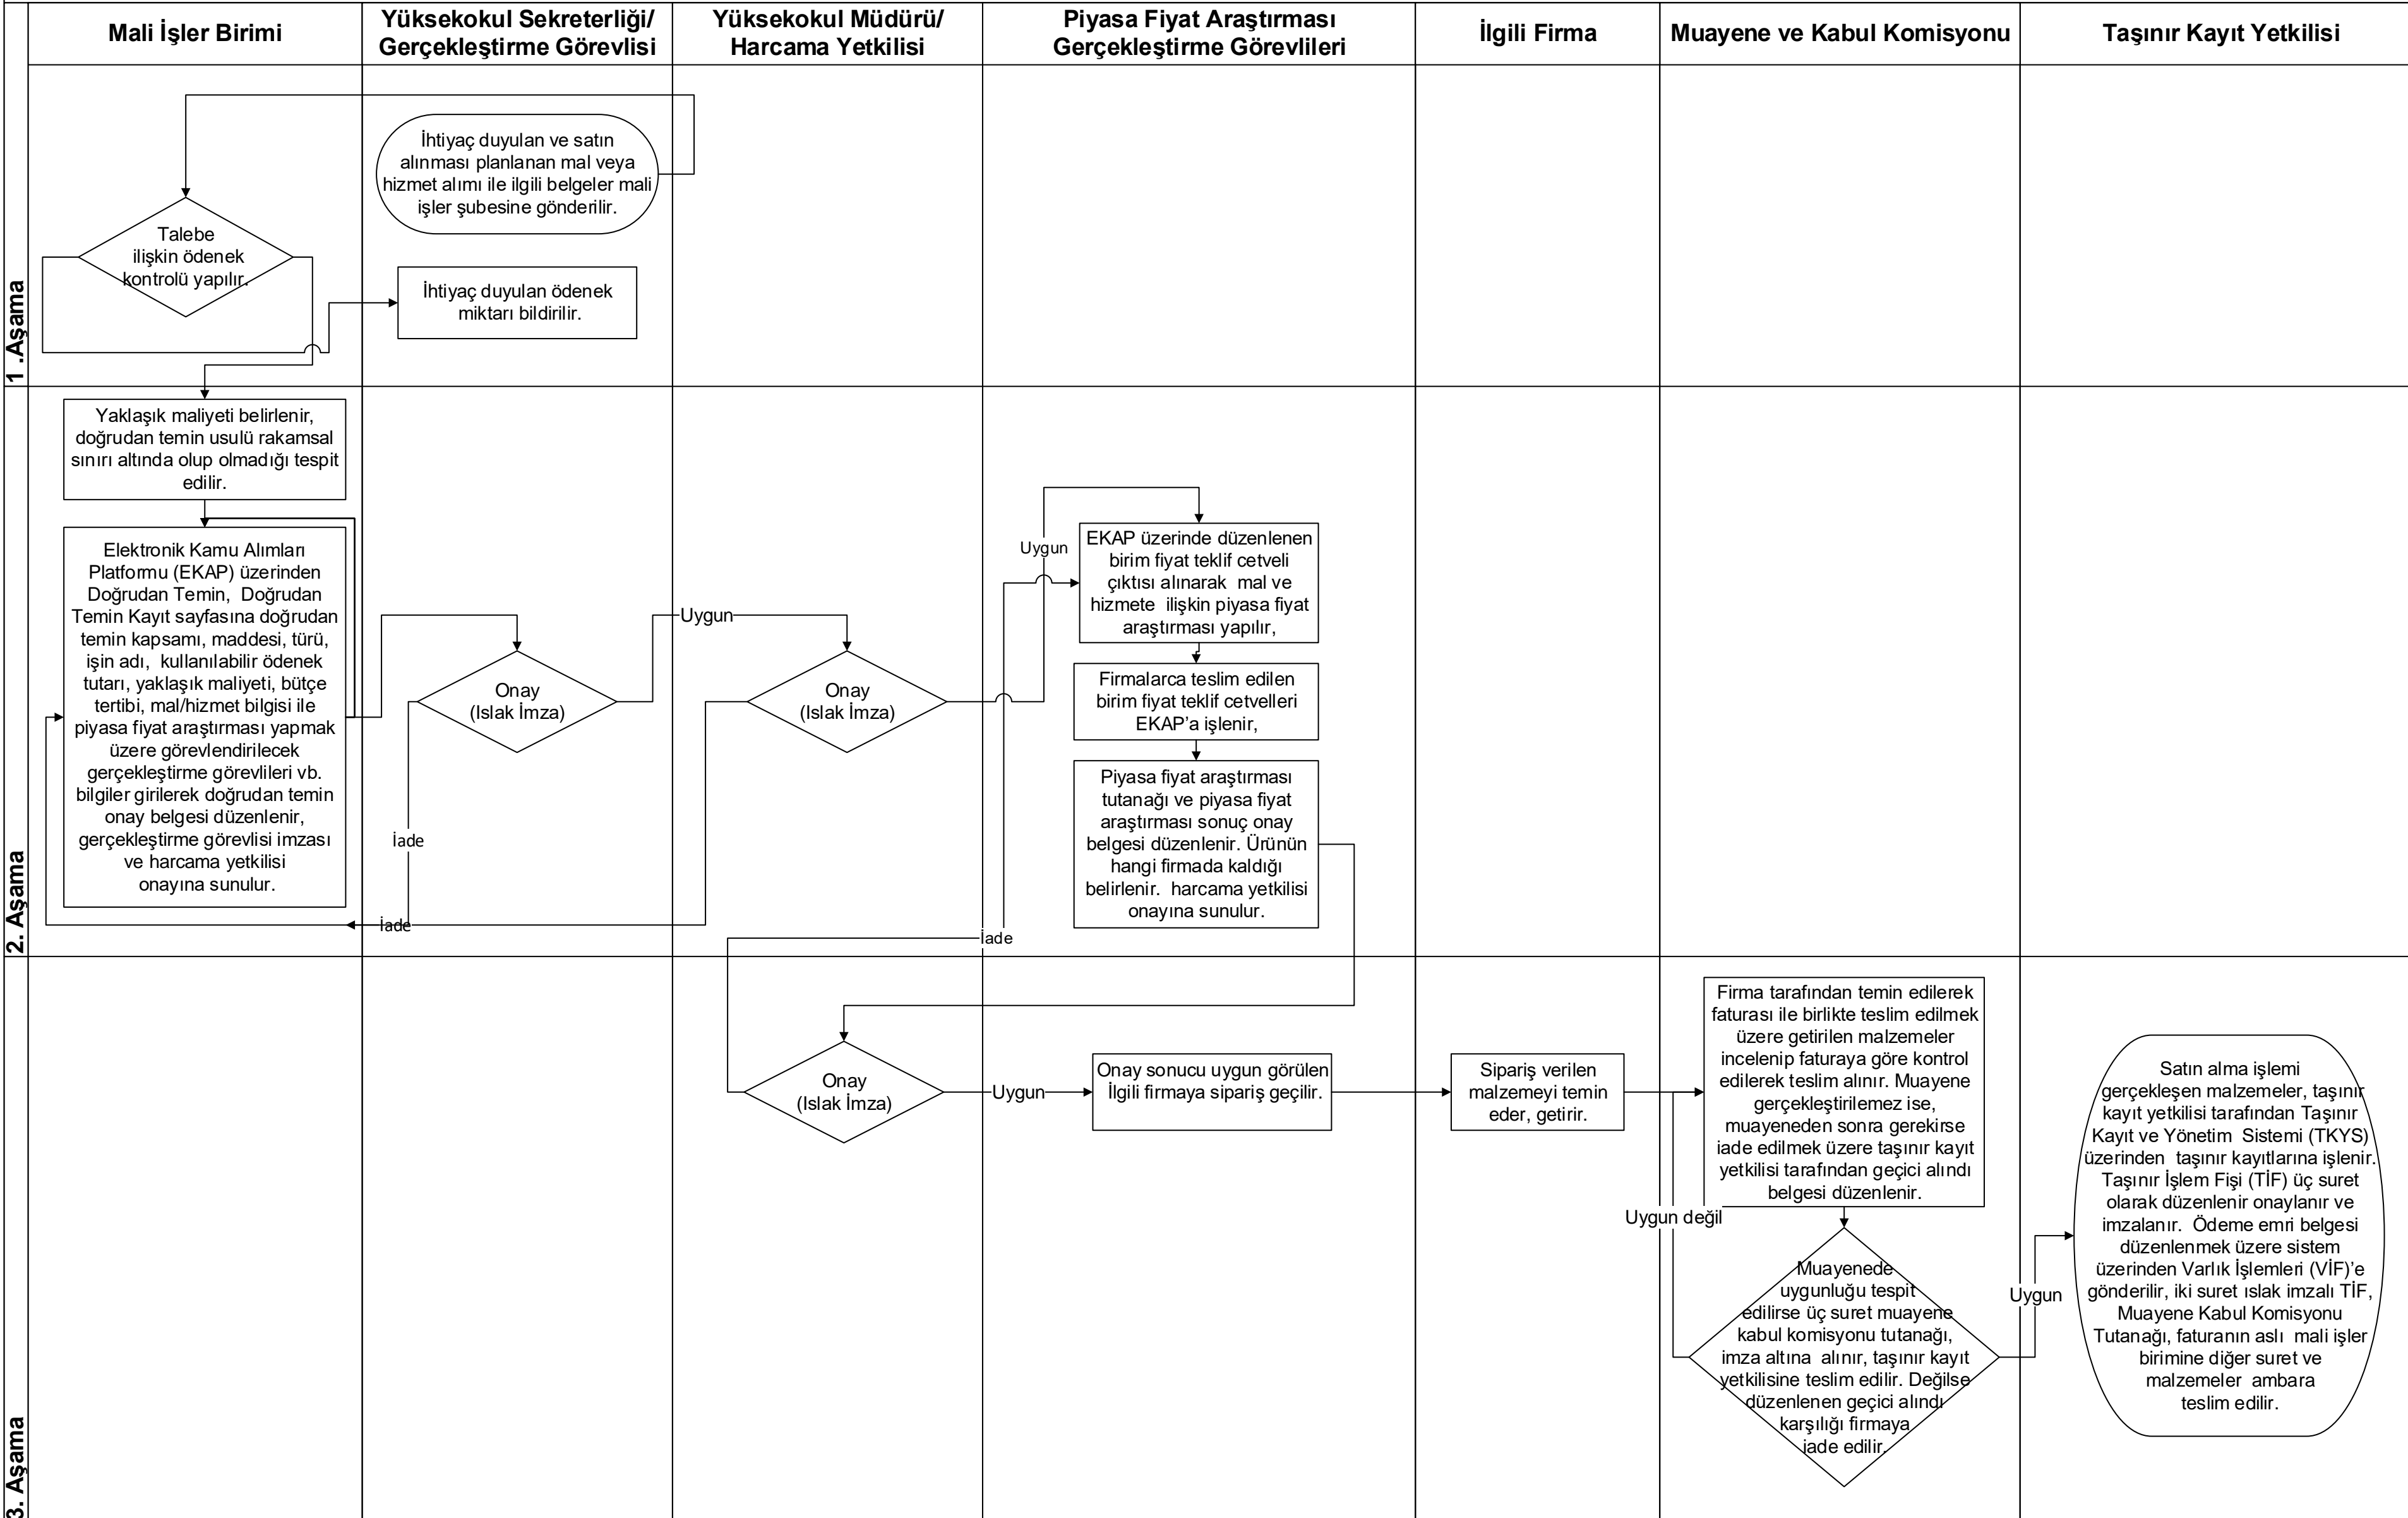 Mali İşler Birimi
Yüksekokul Sekreterliği/
Gerçekleştirme Görevlisi
Yüksekokul Müdürü/
Harcama Yetkilisi
Piyasa Fiyat Araştırması
Gerçekleştirme Görevlileri
İlgili Firma
Muayene ve Kabul Komisyonu
Taşınır Kayıt Yetkilisi
1 .Aşama
İhtiyaç duyulan ve satın
alınması planlanan mal veya
hizmet alımı ile ilgili belgeler mali
işler şubesine gönderilir.
Talebe
ilişkin ödenek
kontrolü yapılır.
İhtiyaç duyulan ödenek
miktarı bildirilir.
2. Aşama
Yaklaşık maliyeti belirlenir,
doğrudan temin usulü rakamsal
sınırı altında olup olmadığı tespit
edilir.
Elektronik Kamu Alımları
Platformu (EKAP) üzerinden
Doğrudan Temin,  Doğrudan
Temin Kayıt sayfasına doğrudan
temin kapsamı, maddesi, türü,
işin adı,  kullanılabilir ödenek
tutarı, yaklaşık maliyeti, bütçe
tertibi, mal/hizmet bilgisi ile
piyasa fiyat araştırması yapmak
üzere görevlendirilecek
gerçekleştirme görevlileri vb.
bilgiler girilerek doğrudan temin
onay belgesi düzenlenir,
gerçekleştirme görevlisi imzası
ve harcama yetkilisi
onayına sunulur.
Onay
(Islak İmza)
İade
İade
Uygun
Onay
(Islak İmza)
Uygun
EKAP üzerinde düzenlenen
birim fiyat teklif cetveli
çıktısı alınarak  mal ve
hizmete  ilişkin piyasa fiyat
araştırması yapılır,
Firmalarca teslim edilen
birim fiyat teklif cetvelleri
EKAP’a işlenir,
Piyasa fiyat araştırması
tutanağı ve piyasa fiyat
araştırması sonuç onay
belgesi düzenlenir. Ürünün
hangi firmada kaldığı
belirlenir.  harcama yetkilisi
onayına sunulur.
İade
3. Aşama
Onay
(Islak İmza)
Uygun
Onay sonucu uygun görülen
İlgili firmaya sipariş geçilir.
Sipariş verilen
malzemeyi temin
eder, getirir.
Firma tarafından temin edilerek
faturası ile birlikte teslim edilmek
üzere getirilen malzemeler
incelenip faturaya göre kontrol
edilerek teslim alınır. Muayene
gerçekleştirilemez ise,
muayeneden sonra gerekirse
iade edilmek üzere taşınır kayıt
yetkilisi tarafından geçici alındı
belgesi düzenlenir.
Uygun değil
Muayenede
uygunluğu tespit
edilirse üç suret muayene
kabul komisyonu tutanağı,
imza altına  alınır, taşınır kayıt
yetkilisine teslim edilir. Değilse
düzenlenen geçici alındı
karşılığı firmaya
iade edilir.
Uygun
Satın alma işlemi
gerçekleşen malzemeler, taşınır
kayıt yetkilisi tarafından Taşınır
Kayıt ve Yönetim  Sistemi (TKYS)
üzerinden  taşınır kayıtlarına işlenir.
Taşınır İşlem Fişi (TİF) üç suret
olarak düzenlenir onaylanır ve
imzalanır.  Ödeme emri belgesi
düzenlenmek üzere sistem
üzerinden Varlık İşlemleri (VİF)’e
gönderilir, iki suret ıslak imzalı TİF,
Muayene Kabul Komisyonu
Tutanağı, faturanın aslı  mali işler
birimine diğer suret ve
malzemeler  ambara
teslim edilir.